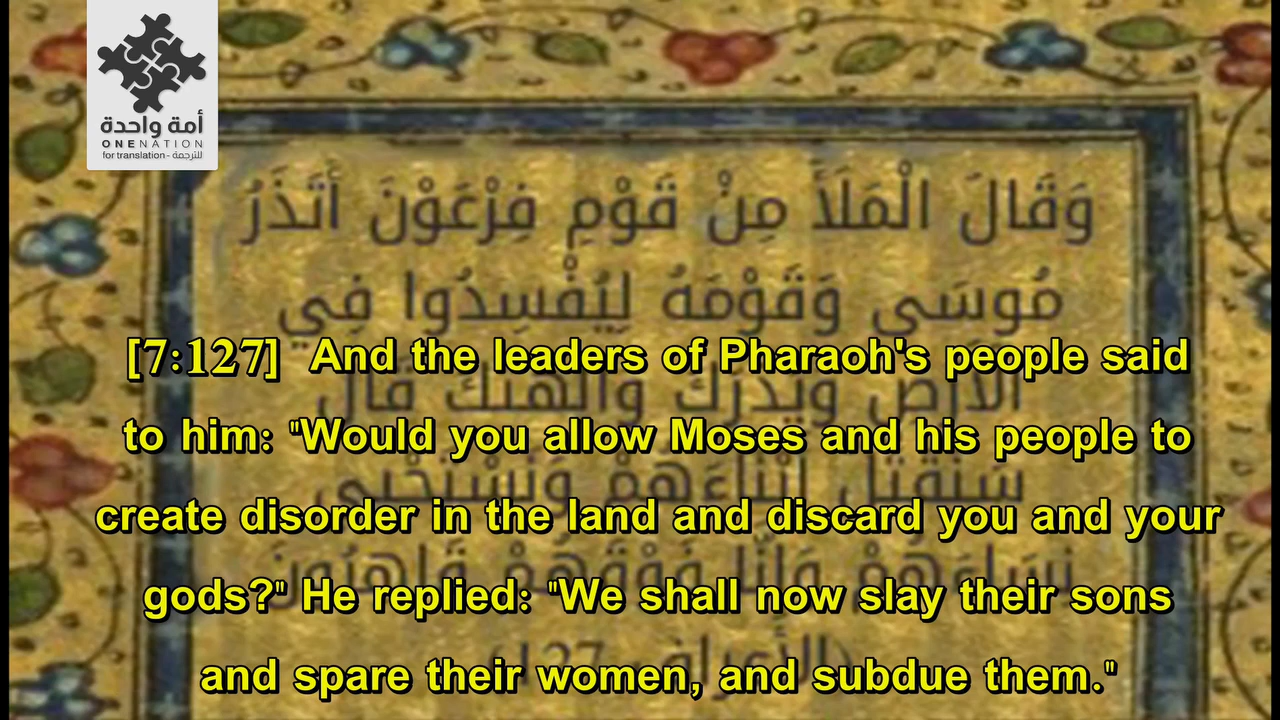 أمة واحدة
ONENATION
for translation - للترجمة
وَقَالَ الْمَلَأَ مِنْ قَوْمِ فِرْعَوْنَ أَتَذَرُ
مُوسَى وَقَوْمَهُ لِيُفْسِدُوا فِي
[7:127] And the leaders of Pharaoh's people said
الْأَرْضِ وَيَذَرَكَ وَآلِهَتَكَ قَالَ
to him: "Would you allow Moses and his people to
سَنُقَتِّلُ أَبْنَاءَهُمْ وَنَسْتَحْيِي
create disorder in the land and discard you and your
نِسَاءَهُمْ وَإِنَّا فَوْقَهُمْ قَاهِرُونَ
gods?" He replied: "We shall now slay their sons
(الأعراف 127)
and spare their women, and subdue them."